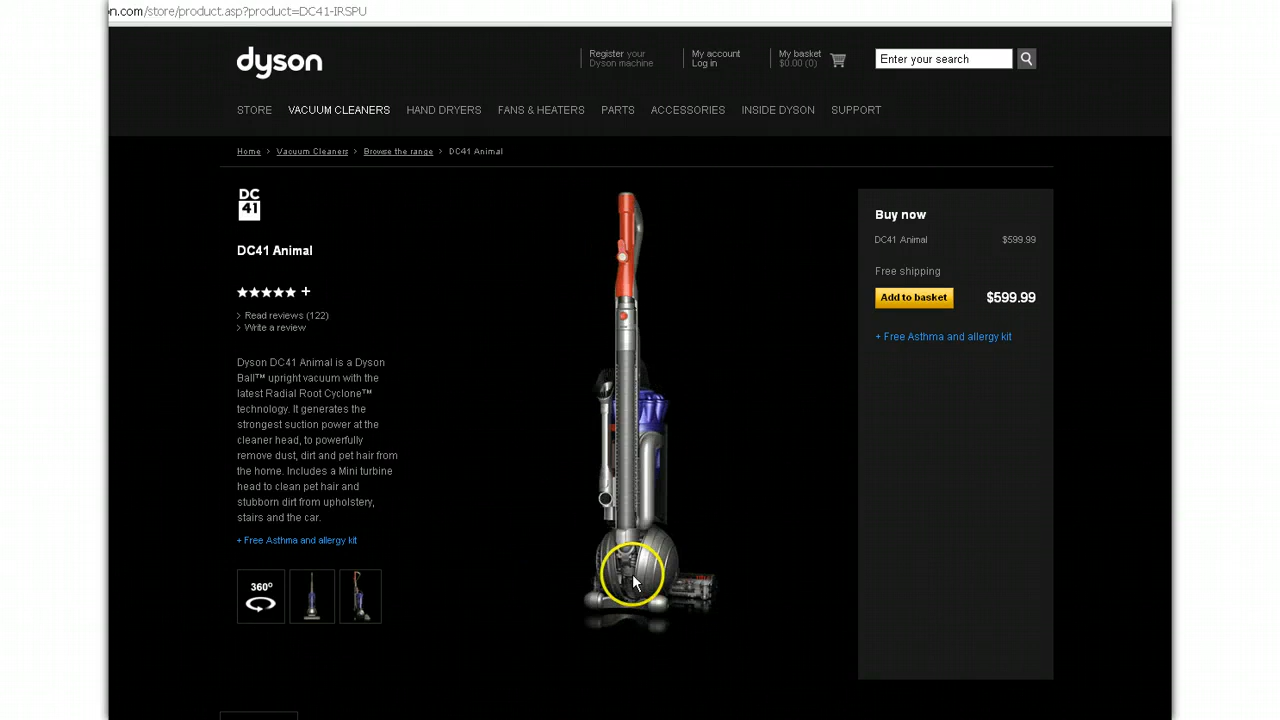 n.com/store/product.asp?product=DC41-IRSPU
dyson
Register your
Dyson machine
My account
Log in
My basket
$0.00 (0)
Enter your search
STORE VACUUM CLEANERS HAND DRYERS FANS & HEATERS PARTS ACCESSORIES INSIDE DYSON SUPPORT
Home > Vacuum Cleaners > Browse the range > DC41 Animal
DC
41
DC41 Animal
+
> Read reviews (122)
> Write a review
Dyson DC41 Animal is a Dyson
Ball™ upright vacuum with the
latest Radial Root Cyclone™
technology. It generates the
strongest suction power at the
cleaner head, to powerfully
remove dust, dirt and pet hair from
the home. Includes a Mini turbine
head to clean pet hair and
stubborn dirt from upholstery,
stairs and the car.
+ Free Asthma and allergy kit
360º
Buy now
DC41 Animal $599.99
Free shipping
Add to basket $599.99
+ Free Asthma and allergy kit